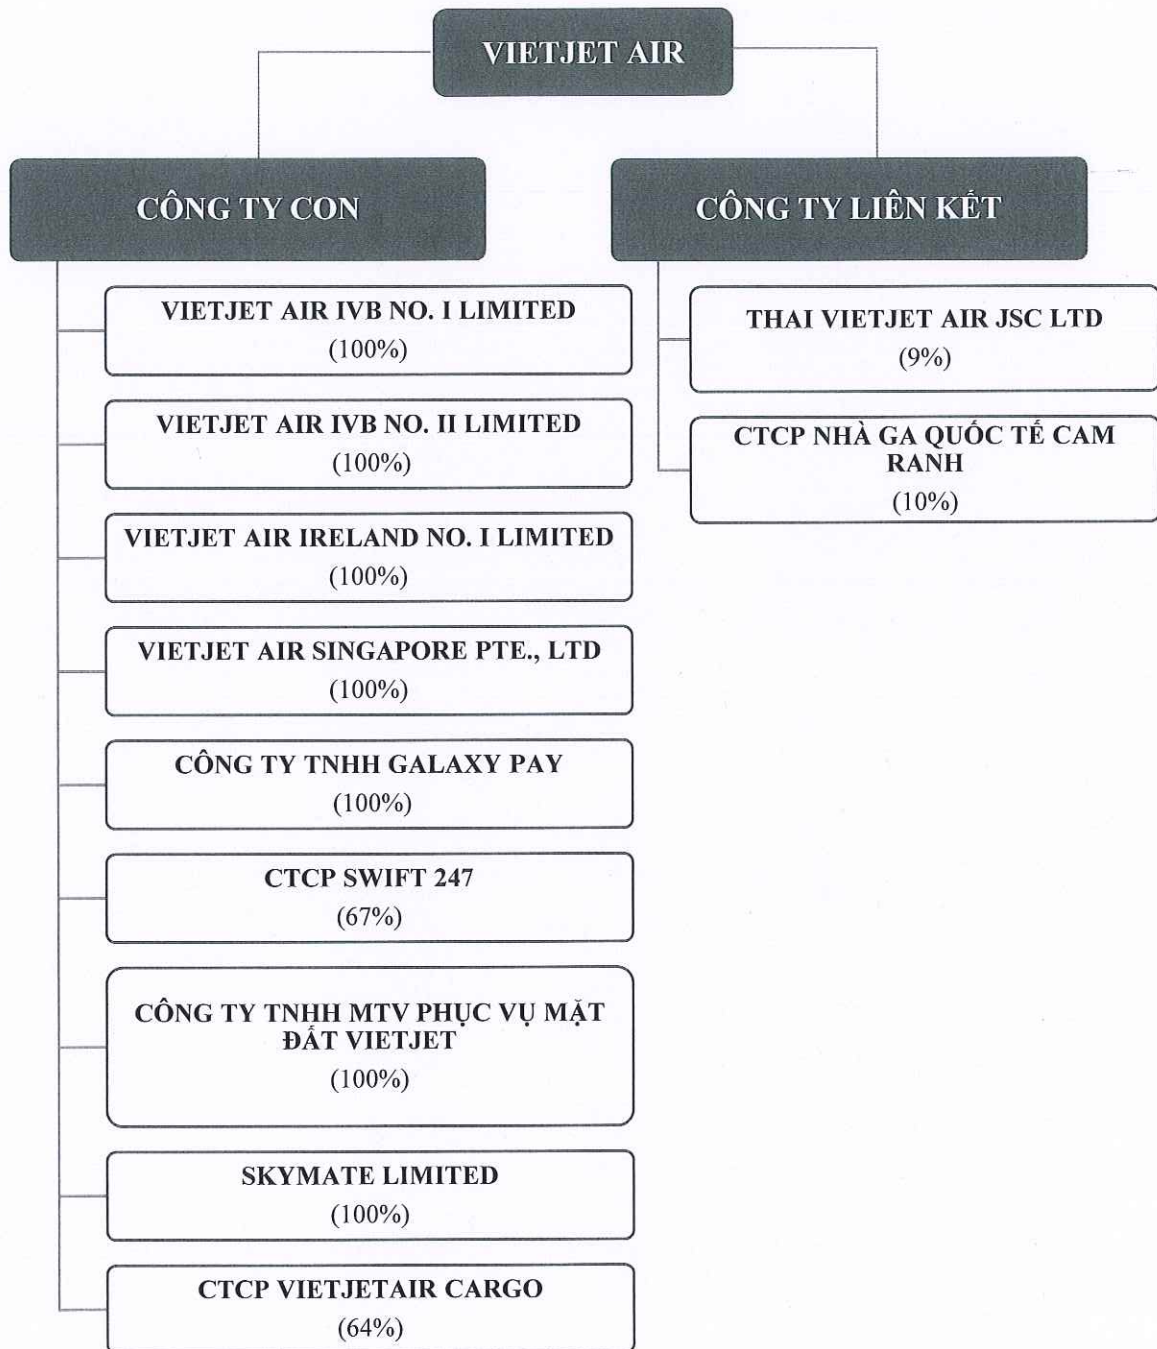 VIETJET AIR
CÔNG TY CON
VIETJET AIR IVB NO. I LIMITED
(100%)
VIETJET AIR IVB NO. II LIMITED
(100%)
VIETJET AIR IRELAND NO. I LIMITED
(100%)
VIETJET AIR SINGAPORE PTE., LTD
(100%)
CÔNG TY TNHH GALAXY PAY
(100%)
CTCP SWIFT 247
(67%)
CÔNG TY TNHH MTV PHỤC VỤ MẶT
ĐẤT VIETJET
(100%)
SKYMATE LIMITED
(100%)
CTCP VIETJETAIR CARGO
(64%)
CÔNG TY LIÊN KẾT
THAI VIETJET AIR JSC LTD
(9%)
CTCP NHÀ GA QUỐC TẾ CAM
RANH
(10%)